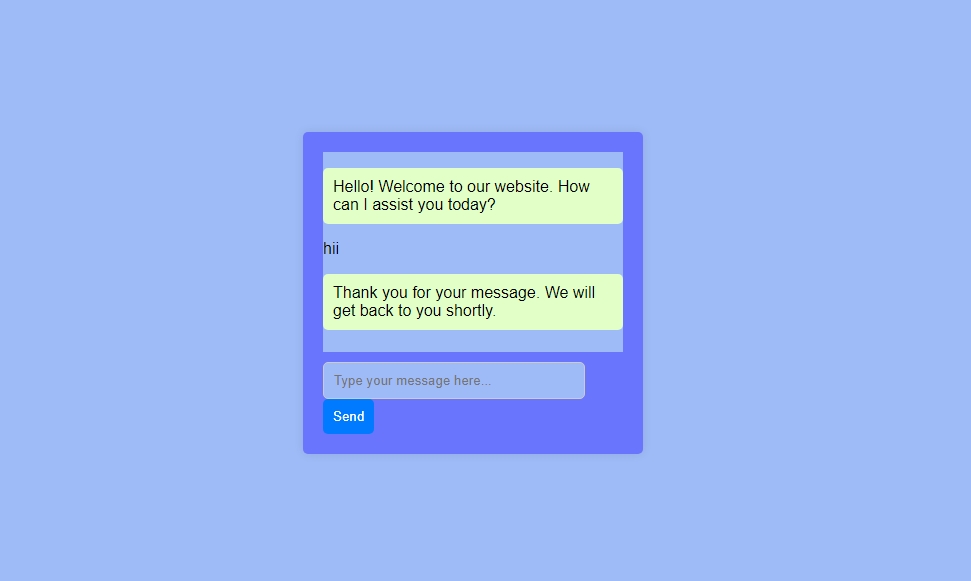 Hello! Welcome to our website. How
can I assist you today?
hii
Thank you for your message. We will
get back to you shortly.
Type your message here...
Send